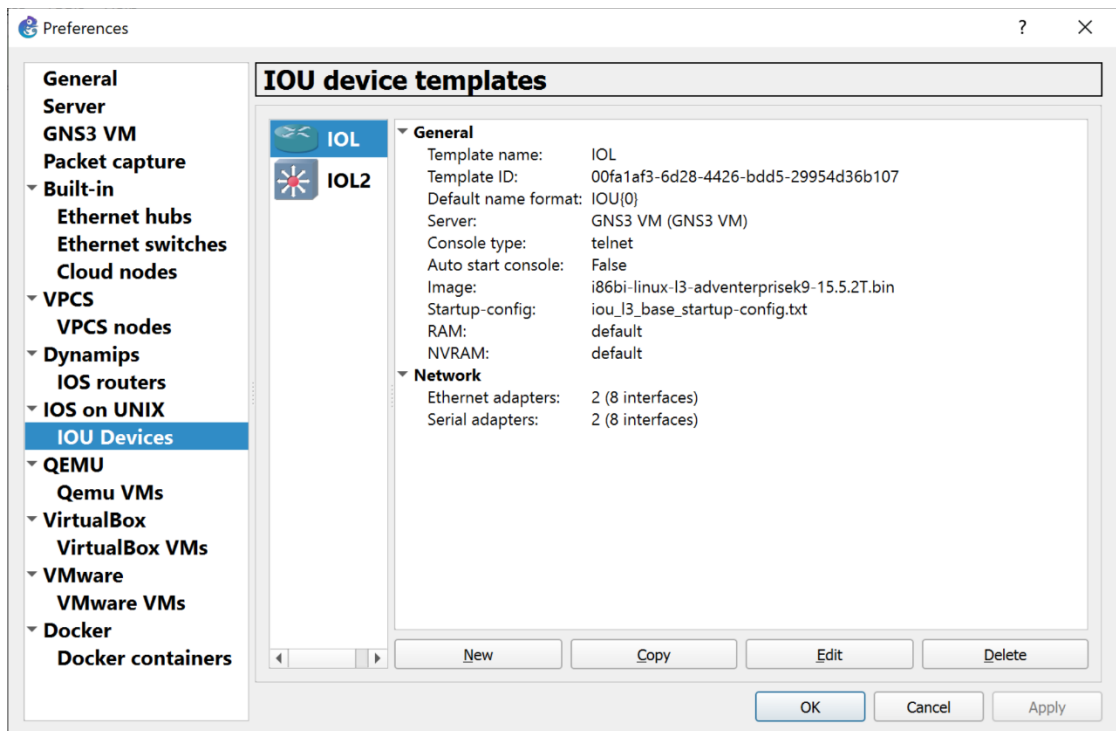 Preferences
?
General
Server
GNS3 VM
Packet capture
Built-in
Ethernet hubs
Ethernet switches
Cloud nodes
VPCS
VPCS nodes
Dynamips
IOS routers
IOS on UNIX
IOU Devices
QEMU
Qemu VMs
VirtualBox
VirtualBox VMs
VMware
VMware VMs
Docker
Docker containers
IOU device templates
IOL
IOL2
General
Template name: IOL
Template ID: 00fa1af3-6d28-4426-bdd5-29954d36b107
Default name format: IOU{0}
Server: GNS3 VM (GNS3 VM)
Console type: telnet
Auto start console: False
Image: i86bi-linux-l3-adventerprisek9-15.5.2T.bin
Startup-config: iou_l3_base_startup-config.txt
RAM: default
NVRAM: default
Network
Ethernet adapters: 2 (8 interfaces)
Serial adapters: 2 (8 interfaces)
New Copy Edit Delete
OK Cancel Apply